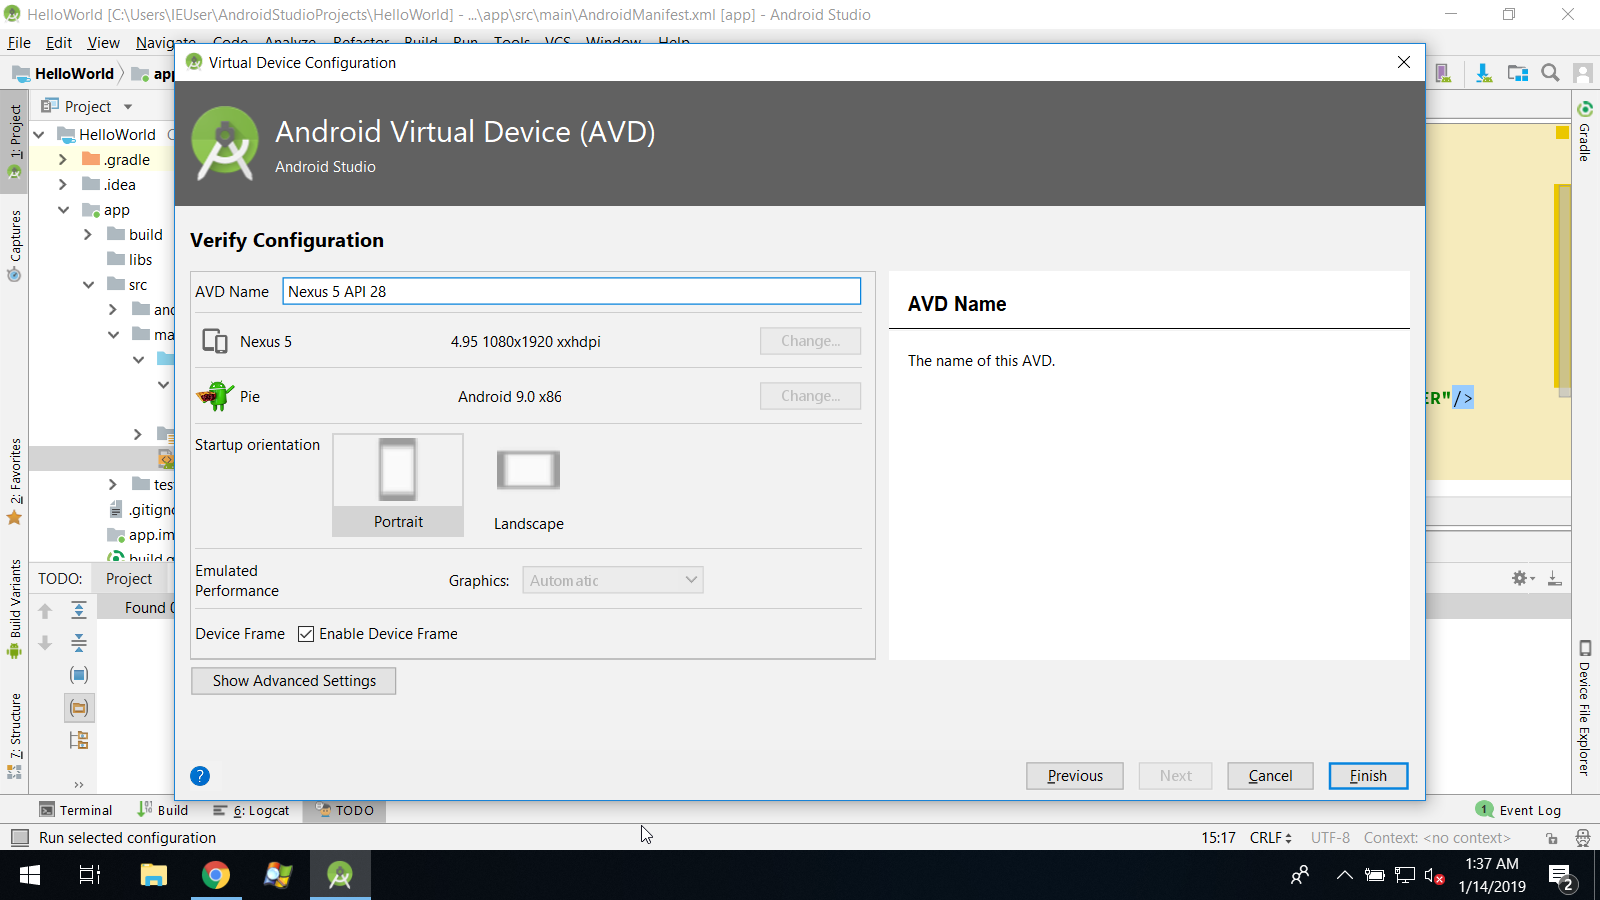 HelloWorld [C:\Users\IEUser\AndroidStudioProjects\HelloWorld] - ...\app\src\main\AndroidManifest.xml [app] - Android Studio
File Edit View Navigate Code Analyze Refactor Build Run Tools VCS Window Help
HelloWorld app
Virtual Device Configuration
Android Virtual Device (AVD)
Android Studio
1: Project
Captures
2: Favorites
Build Variants
7: Structure
Project
HelloWorld
.gradle
.idea
app
build
libs
src
and
ma
tes
.gitigno
app.im
build.g
TODO: Project
Found 0
Verify Configuration
AVD Name Nexus 5 API 28
Nexus 5 4.95 1080x1920 xxhdpi Change...
Pie Android 9.0 x86 Change...
Startup orientation
Portrait
Landscape
Emulated
Performance
Graphics: Automatic
Device Frame Enable Device Frame
Show Advanced Settings
AVD Name
The name of this AVD.
? Previous Next Cancel Finish
ER"/>
Gradle
Device File Explorer
Terminal Build 6: Logcat TODO 1 Event Log
Run selected configuration 15:17 CRLF UTF-8 Context: <no context>
1:37 AM
1/14/2019
2